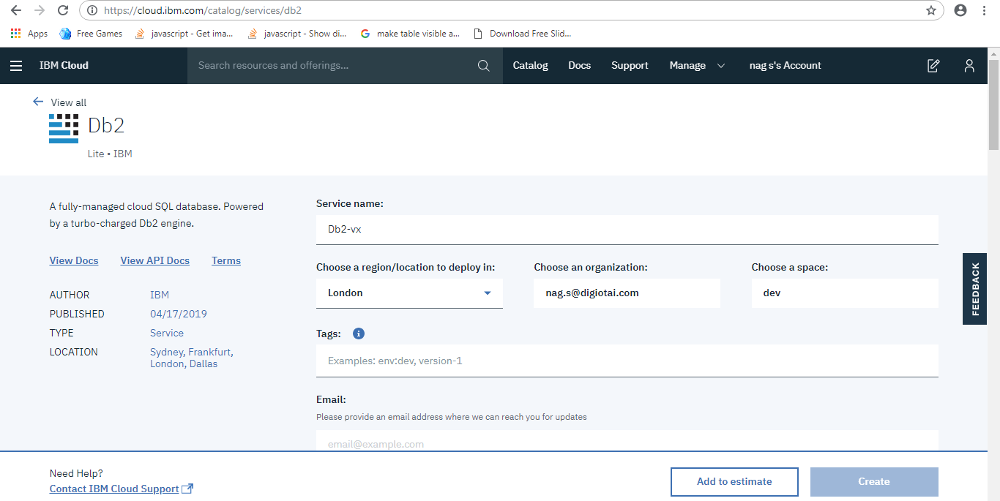 https://cloud.ibm.com/catalog/services/db2
Apps Free Games javascript - Get ima... javascript - Show di... make table visible a... Download Free Slid...
IBM Cloud Search resources and offerings... Catalog Docs Support Manage nag s's Account
View all
Db2
Lite • IBM
A fully-managed cloud SQL database. Powered
by a turbo-charged Db2 engine.
View Docs View API Docs Terms
AUTHOR IBM
PUBLISHED 04/17/2019
TYPE Service
LOCATION Sydney, Frankfurt,
London, Dallas
Service name:
Db2-vx
Choose a region/location to deploy in: Choose an organization: Choose a space:
London nag.s@digiotai.com dev
Tags:
Examples: env:dev, version-1
Email:
Please provide an email address where we can reach you for updates
email@example.com
FEEDBACK
Need Help?
Contact IBM Cloud Support
Add to estimate Create